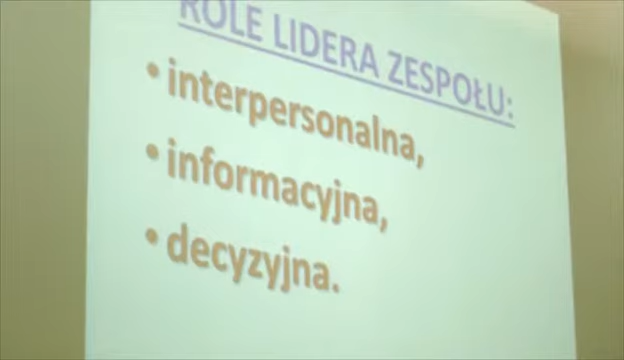 ROLE LIDERA ZESPOŁU:
• interpersonalna,
• informacyjna,
• decyzyjna.